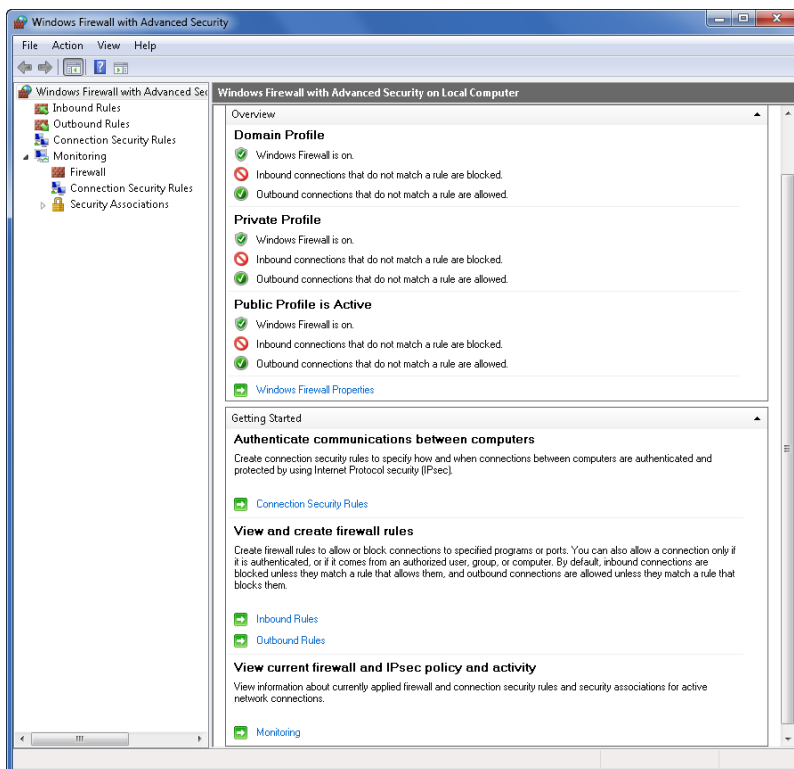 Windows Firewall with Advanced Security
File Action View Help
Windows Firewall with Advanced Sec
Inbound Rules
Outbound Rules
Connection Security Rules
Monitoring
Firewall
Connection Security Rules
Security Associations
Windows Firewall with Advanced Security on Local Computer
Overview
Domain Profile
Windows Firewall is on.
Inbound connections that do not match a rule are blocked.
Outbound connections that do not match a rule are allowed.
Private Profile
Windows Firewall is on.
Inbound connections that do not match a rule are blocked.
Outbound connections that do not match a rule are allowed.
Public Profile is Active
Windows Firewall is on.
Inbound connections that do not match a rule are blocked.
Outbound connections that do not match a rule are allowed.
Windows Firewall Properties
Getting Started
Authenticate communications between computers
Create connection security rules to specify how and when connections between computers are authenticated and
protected by using Internet Protocol security (IPsec).
Connection Security Rules
View and create firewall rules
Create firewall rules to allow or block connections to specified programs or ports. You can also allow a connection only if
it is authenticated, or if it comes from an authorized user, group, or computer. By default, inbound connections are
blocked unless they match a rule that allows them, and outbound connections are allowed unless they match a rule that
blocks them.
Inbound Rules
Outbound Rules
View current firewall and IPsec policy and activity
View information about currently applied firewall and connection security rules and security associations for active
network connections.
Monitoring